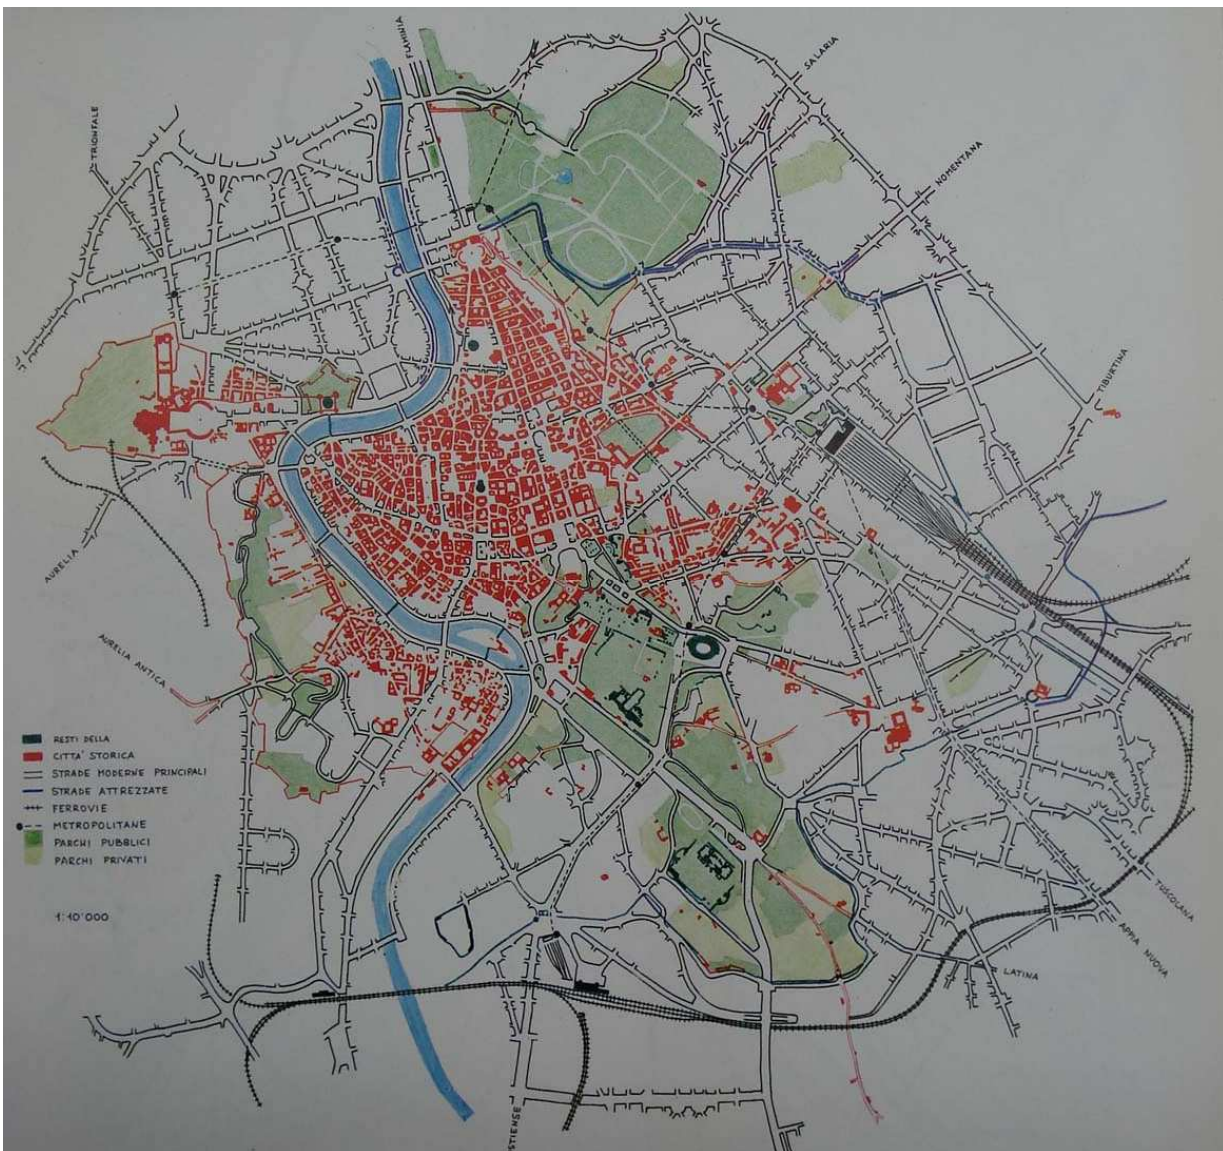 FLAMINIA
SALARIA
TRIONFALE
NOMENTANA
TIBURTINA
AURELIA
AURELIA ANTICA
RESTI DELLA
CITTA' STORICA
STRADE MODERNE PRINCIPALI
STRADE ATTREZZATE
FERROVIE
METROPOLITANE
PARCHI PUBBLICI
PARCHI PRIVATI
1:10'000
TUSCOLANA
APPIA NUOVA
LATINA
STIENSE